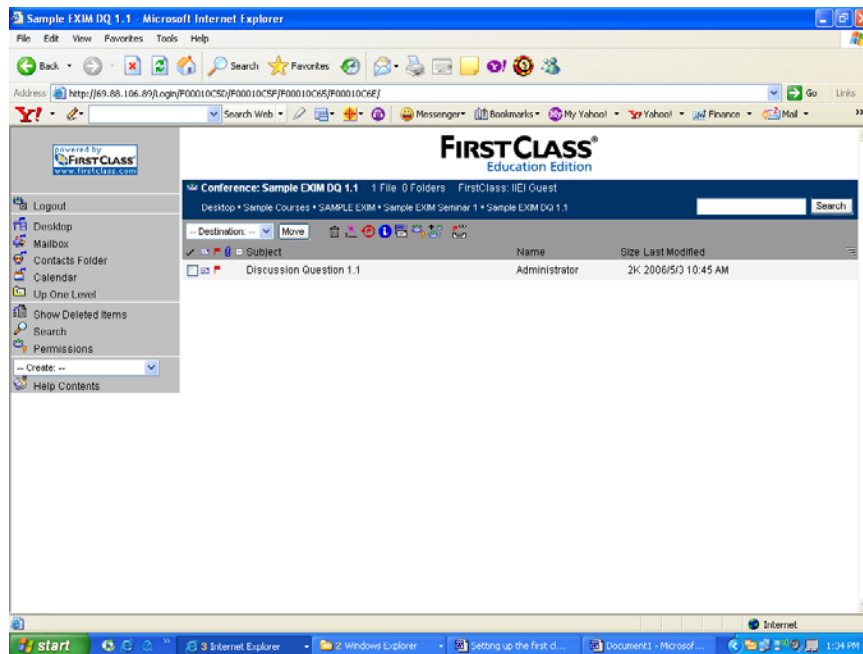 Sample EXIM DQ 1.1 - Microsoft Internet Explorer
File Edit View Favorites Tools Help
Back Search Favorites
Address http://69.88.106.89/Login/F00010C5D/F00010C5F/F00010C65/F00010C6E/ Go Links
Y! Search Web Messenger Bookmarks My Yahoo! Yahoo! Finance Mail
powered by
FIRSTCLASS
www.firstclass.com
FIRSTCLASS®
Education Edition
Conference: Sample EXIM DQ 1.1 1 File 0 Folders FirstClass: IIEI Guest
Desktop • Sample Courses • SAMPLE EXIM • Sample EXIM Seminar 1 • Sample EXIM DQ 1.1 Search
Logout
Desktop
Mailbox
Contacts Folder
Calendar
Up One Level
Show Deleted Items
Search
Permissions
-- Create: --
Help Contents
-- Destination: -- Move
Subject Name Size Last Modified
Discussion Question 1.1 Administrator 2K 2006/5/3 10:45 AM
Internet
start 3 Internet Explorer 2 Windows Explorer Setting up the first cl... Document1 - Microsof... 1:34 PM